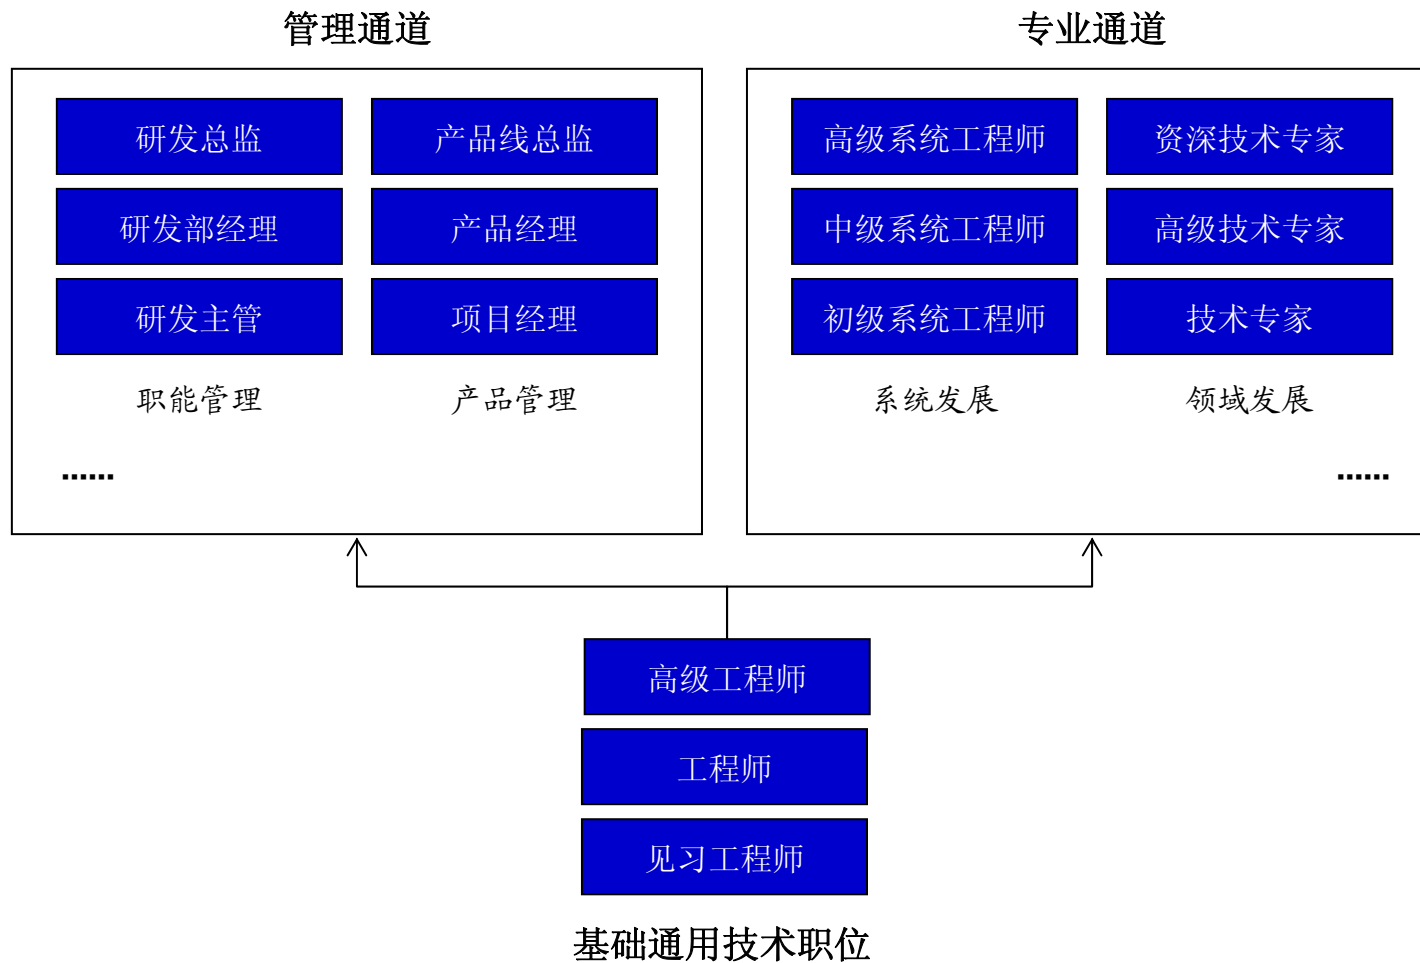 管理通道
专业通道
研发总监
产品线总监
高级系统工程师
资深技术专家
研发部经理
产品经理
中级系统工程师
高级技术专家
研发主管
项目经理
初级系统工程师
技术专家
职能管理
产品管理
系统发展
领域发展
......
......
高级工程师
工程师
见习工程师
基础通用技术职位